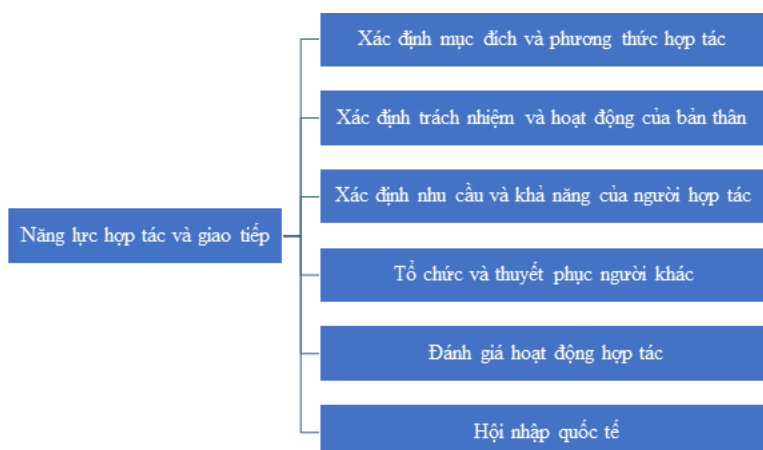 Năng lực hợp tác và giao tiếp
Xác định mục đích và phương thức hợp tác
Xác định trách nhiệm và hoạt động của bản thân
Xác định nhu cầu và khả năng của người hợp tác
Tổ chức và thuyết phục người khác
Đánh giá hoạt động hợp tác
Hội nhập quốc tế